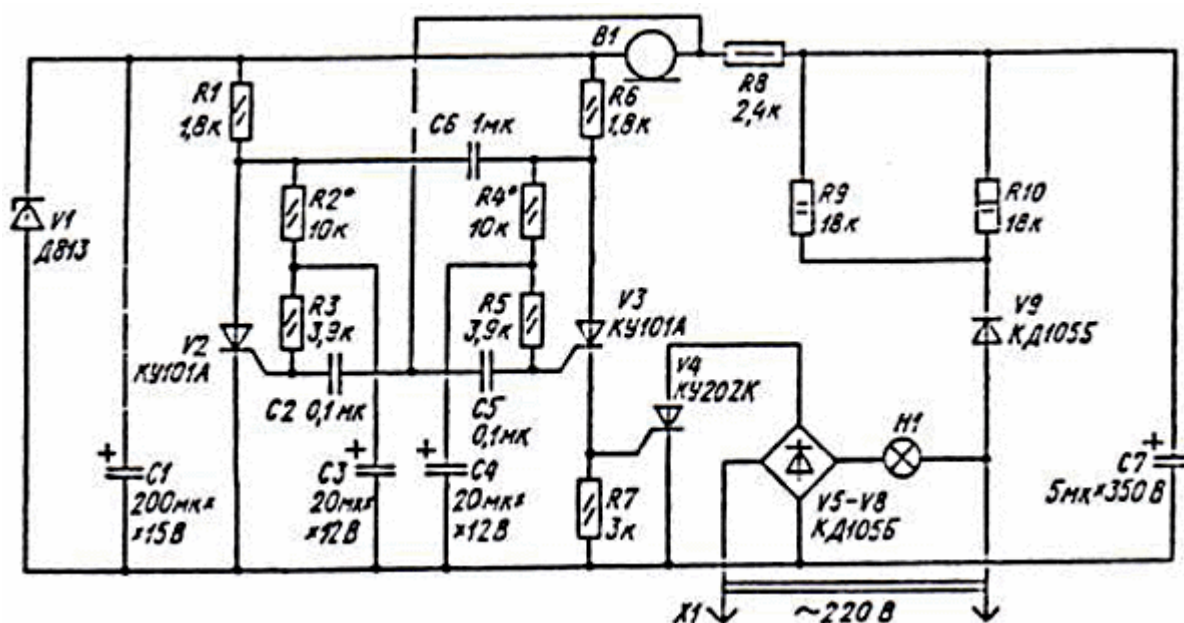 B1
R1
1,8к
R6
1,8к
R8
2,4к
C6 1мк
V1
Д813
R2*
10к
R4*
10к
R9
18к
R10
18к
R3
3,9к
R5
3,9к
V3
КУ101А
V9
КД105Б
V2
КУ101А
C2 0,1мк
C5
0,1мк
V4
КУ202К
H1
+
C1
200мк×
×15В
+
C3
20мк×
×12В
+
C4
20мк×
×12В
R7
3к
V5-V8
КД105Б
+
C7
5мк×350В
X1
~220В